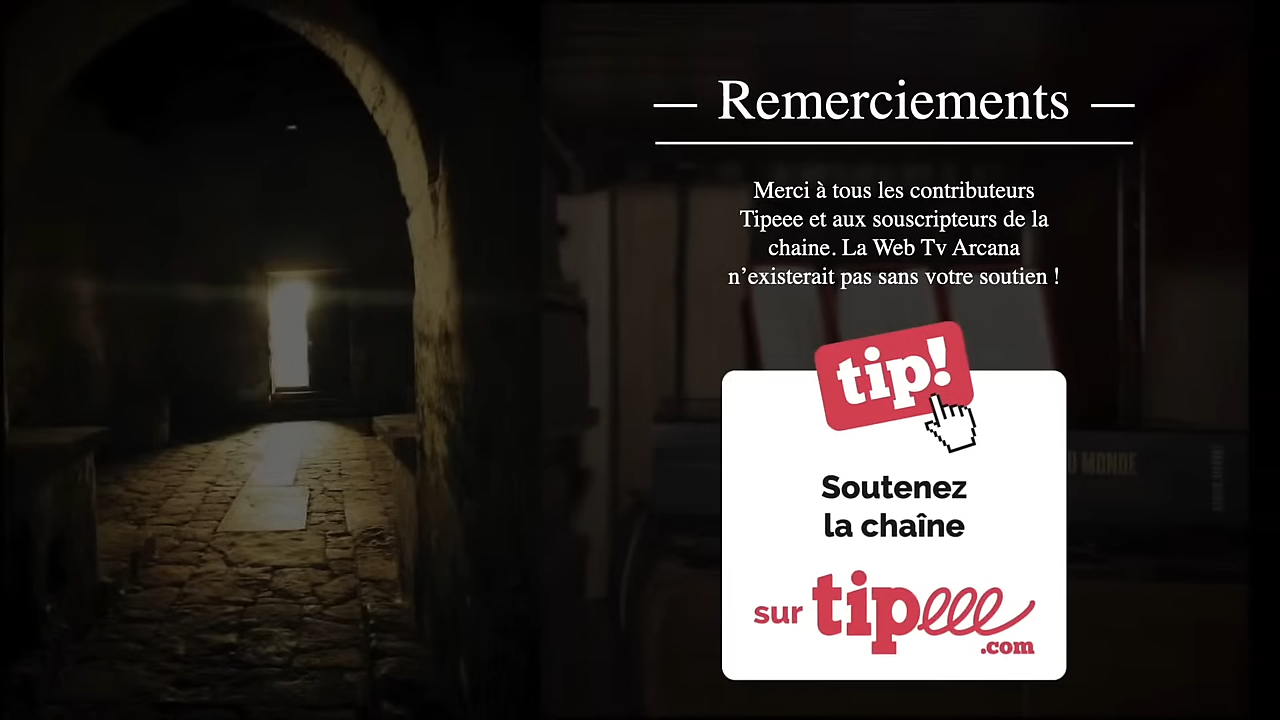 — Remerciements —
Merci à tous les contributeurs
Tipeee et aux souscripteurs de la
chaine. La Web Tv Arcana
n’existerait pas sans votre soutien !
tip!
Soutenez
la chaîne
sur tipeee
.com
U MONDE